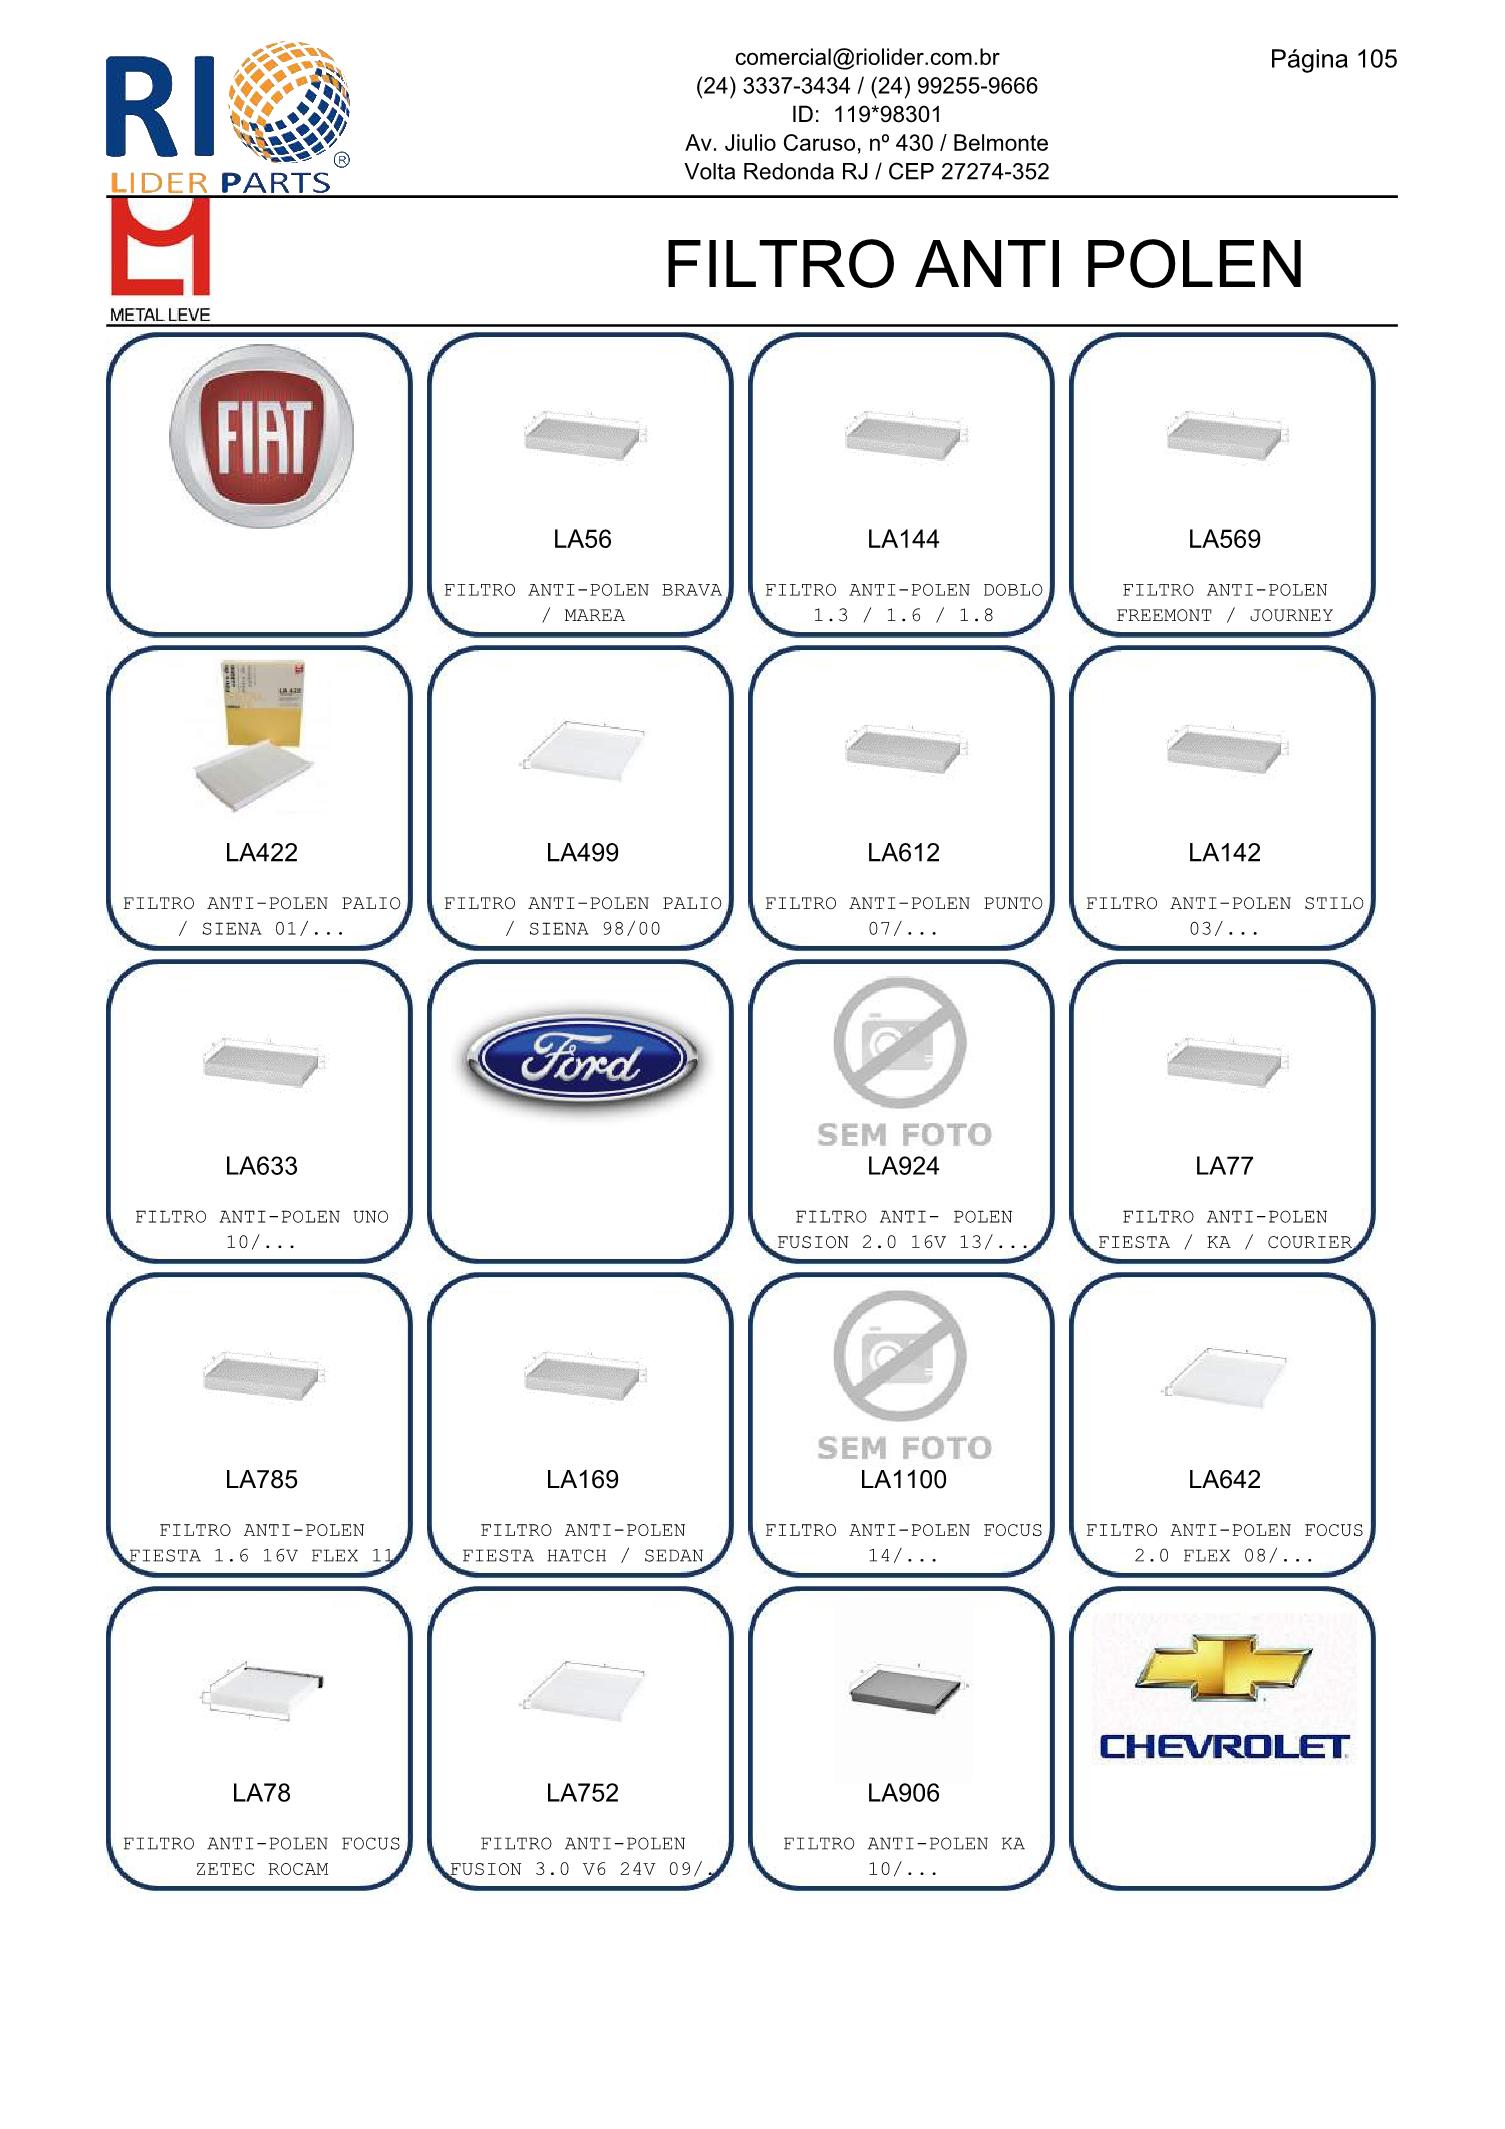 RIO
LIDER PARTS
®
comercial@riolider.com.br
(24) 3337-3434 / (24) 99255-9666
ID: 119*98301
Av. Jiulio Caruso, nº 430 / Belmonte
Volta Redonda RJ / CEP 27274-352
Página 105
METAL LEVE
FILTRO ANTI POLEN
FIAT
LA56
FILTRO ANTI-POLEN BRAVA
/ MAREA
LA144
FILTRO ANTI-POLEN DOBLO
1.3 / 1.6 / 1.8
LA569
FILTRO ANTI-POLEN
FREEMONT / JOURNEY
LA422
FILTRO ANTI-POLEN PALIO
/ SIENA 01/...
LA499
FILTRO ANTI-POLEN PALIO
/ SIENA 98/00
LA612
FILTRO ANTI-POLEN PUNTO
07/...
LA142
FILTRO ANTI-POLEN STILO
03/...
LA633
FILTRO ANTI-POLEN UNO
10/...
Ford
SEM FOTO
LA924
FILTRO ANTI- POLEN
FUSION 2.0 16V 13/...
LA77
FILTRO ANTI-POLEN
FIESTA / KA / COURIER
LA785
FILTRO ANTI-POLEN
FIESTA 1.6 16V FLEX 11
LA169
FILTRO ANTI-POLEN
FIESTA HATCH / SEDAN
SEM FOTO
LA1100
FILTRO ANTI-POLEN FOCUS
14/...
LA642
FILTRO ANTI-POLEN FOCUS
2.0 FLEX 08/...
LA78
FILTRO ANTI-POLEN FOCUS
ZETEC ROCAM
LA752
FILTRO ANTI-POLEN
FUSION 3.0 V6 24V 09/.
LA906
FILTRO ANTI-POLEN KA
10/...
CHEVROLET